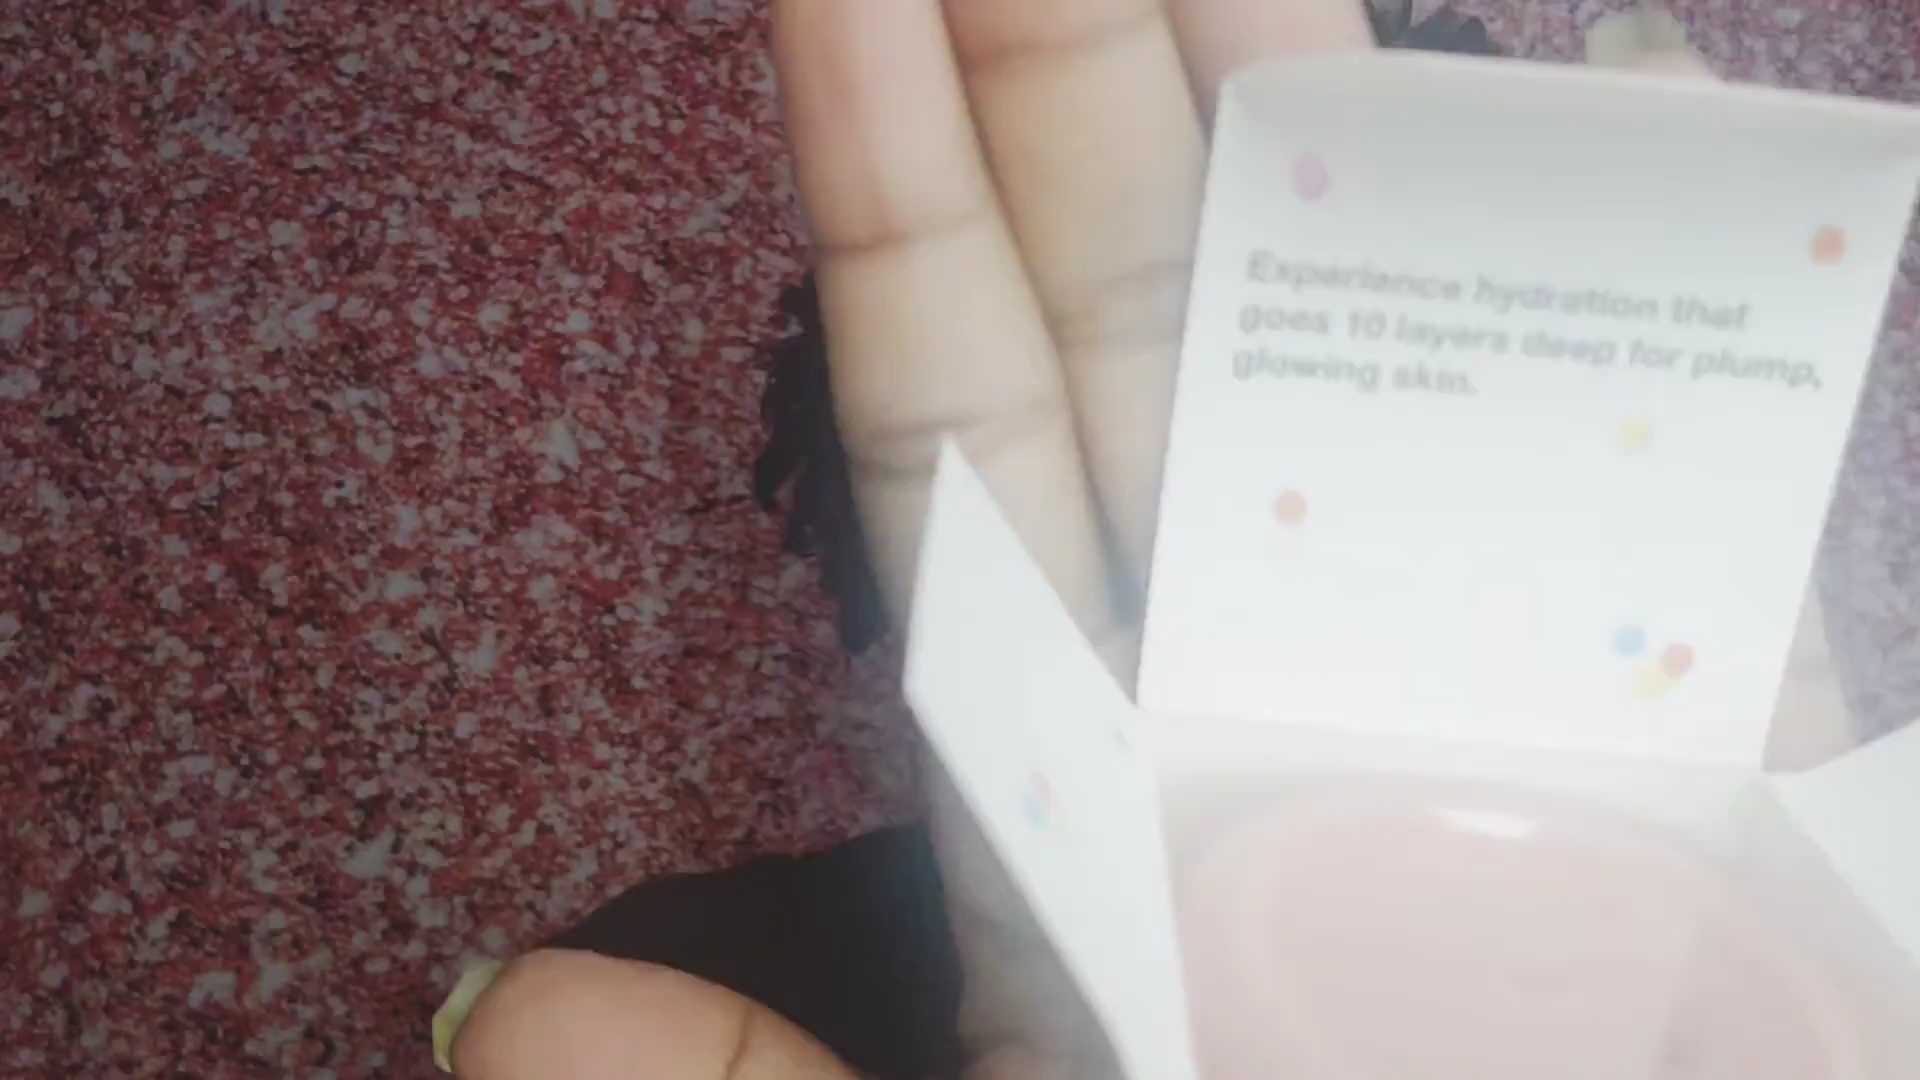 Experience hydration that
goes 10 layers deep for plump,
glowing skin.